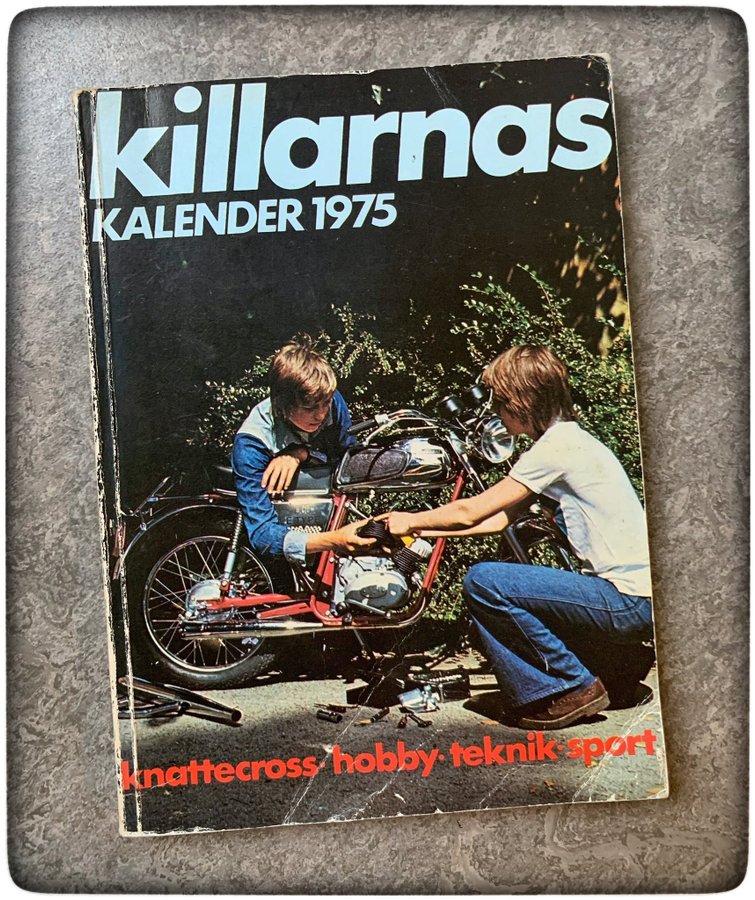 killarnas
KALENDER 1975
knattecross·hobby·teknik·sport